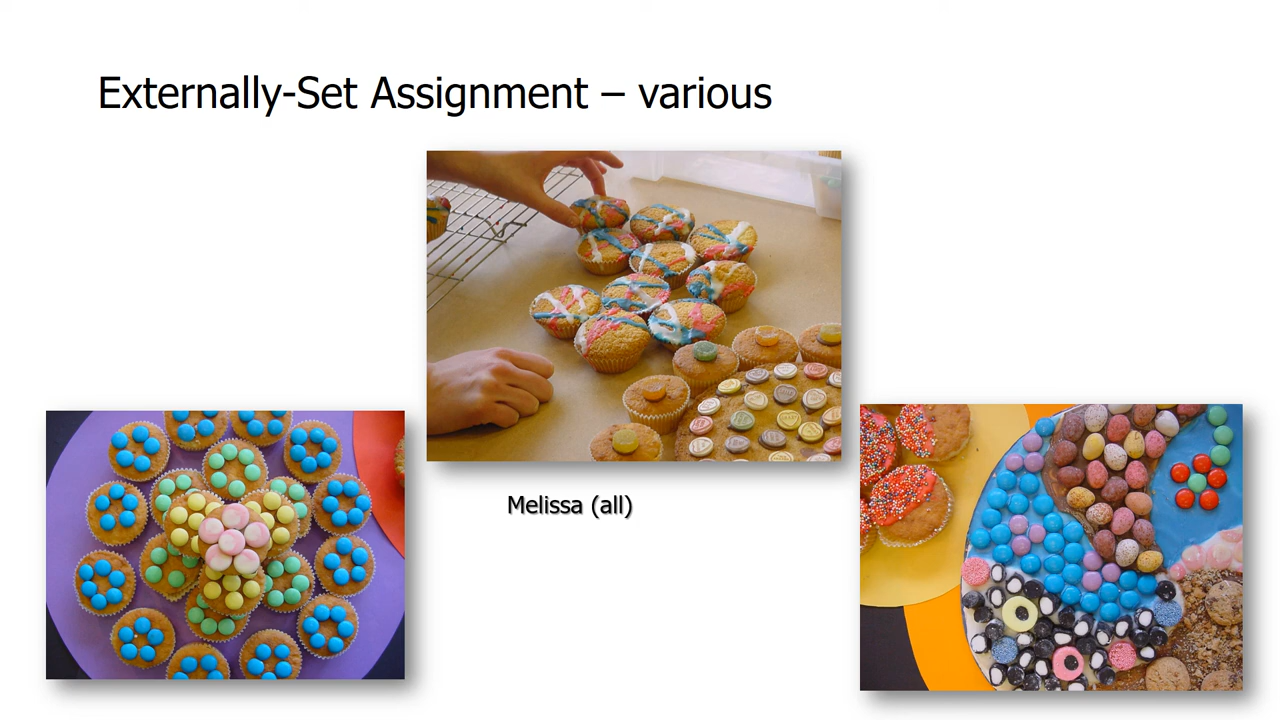 Externally-Set Assignment – various
Melissa (all)